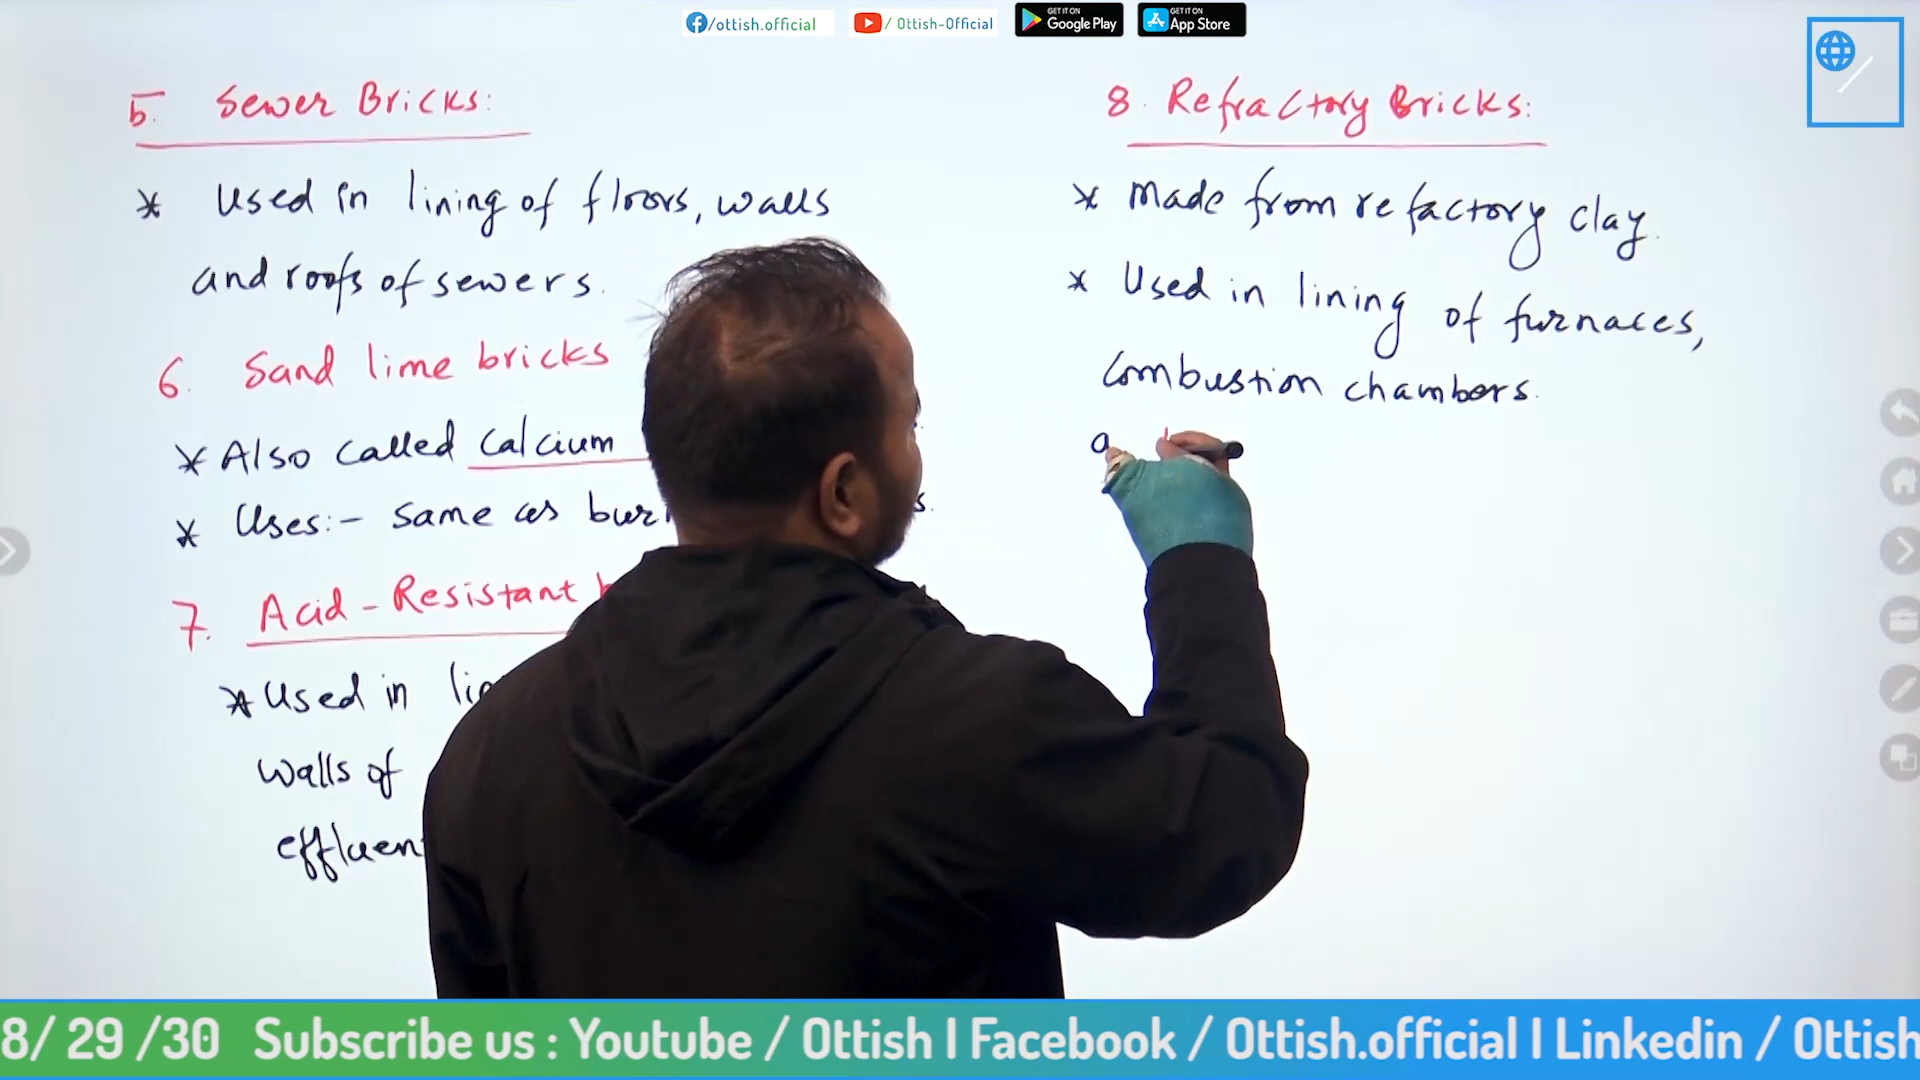 /ottish.official / Ottish-Official GET IT ON Google Play GET IT ON App Store
5. Sewer Bricks:
* Used in lining of floors, walls
and roofs of sewers.
6. Sand lime bricks
* Also called calcium
* Uses:- same as
7. Acid-Resistant
* Used in
walls of
8. Refractory Bricks:
* Made from refactory clay.
* Used in lining of furnaces,
Combustion chambers.
8/ 29 /30 Subscribe us : Youtube / Ottish | Facebook / Ottish.official | Linkedin / Ottish